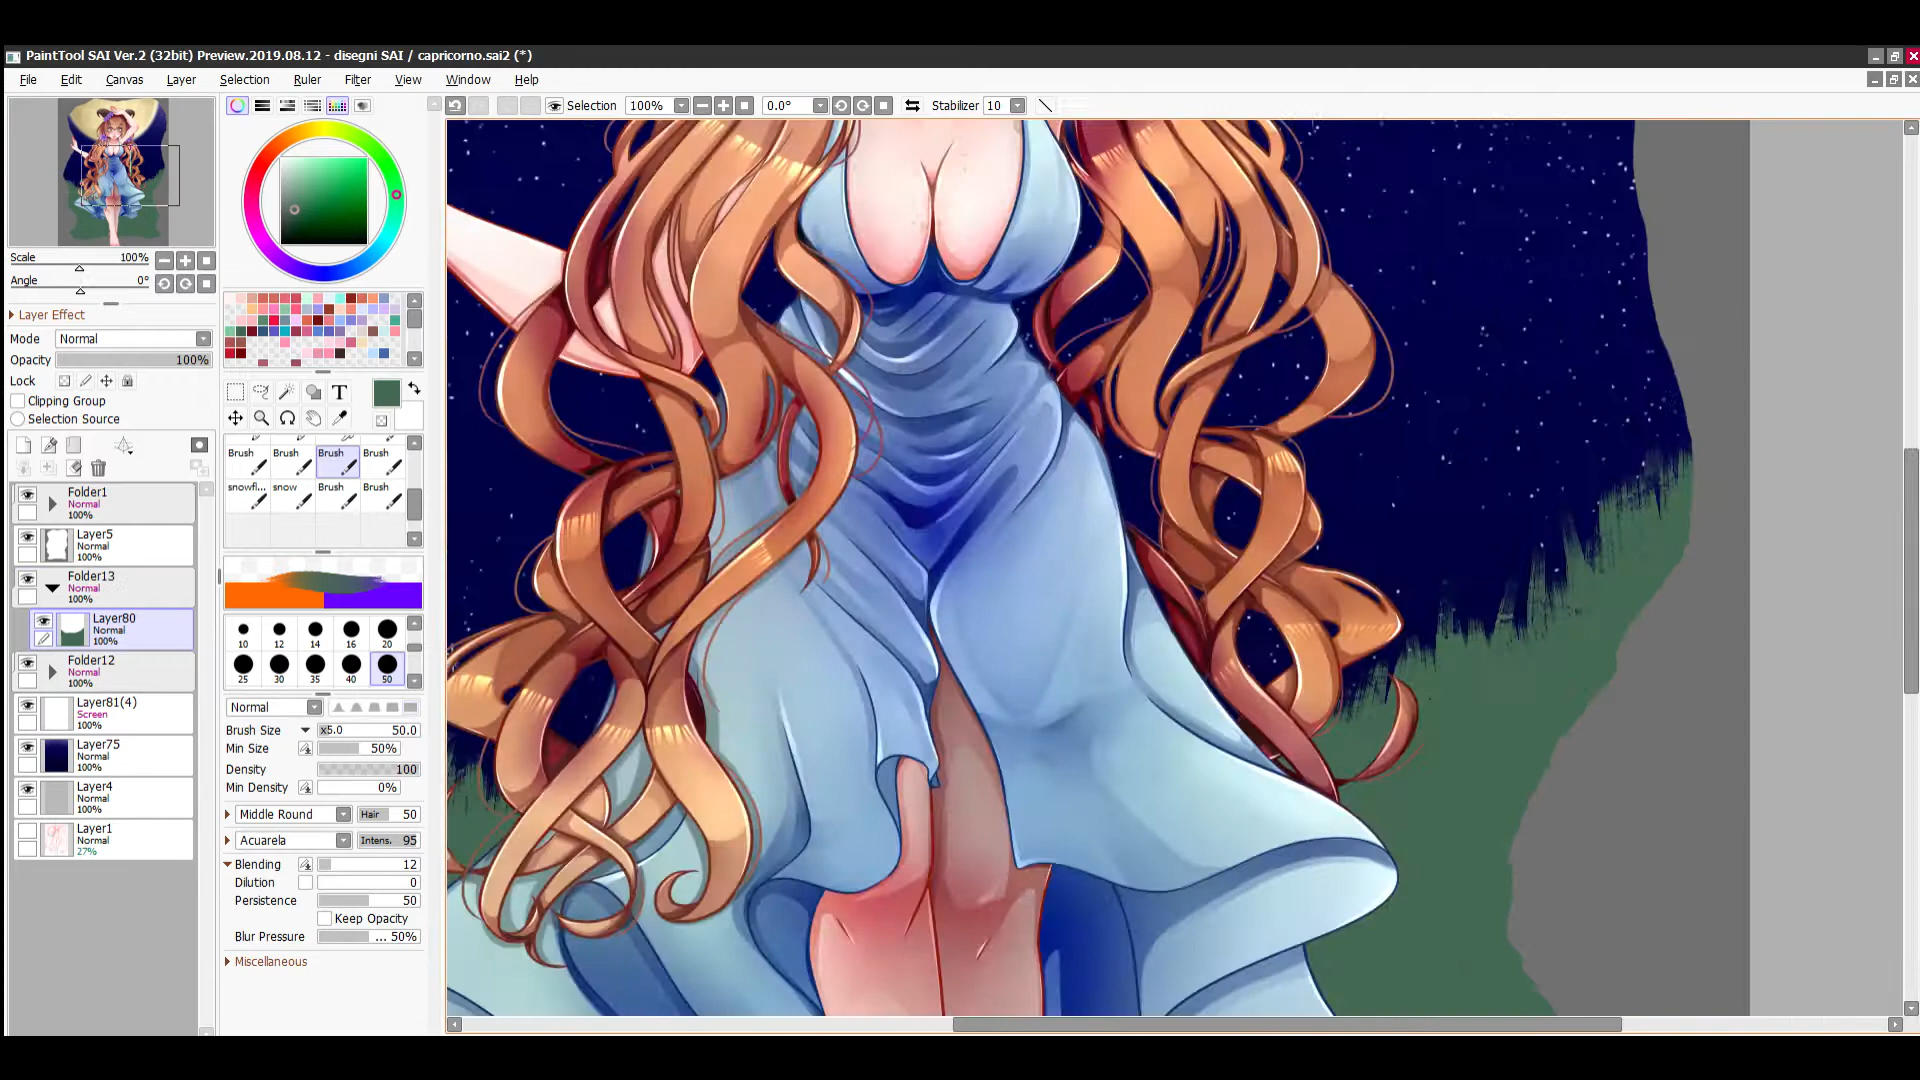 PaintTool SAI Ver.2 (32bit) Preview.2019.08.12 - disegni SAI / capricorno.sai2 (*)
File Edit Canvas Layer Selection Ruler Filter View Window Help
Selection 100% 0.0° Stabilizer 10
Scale 100%
Angle 0°
Layer Effect
Mode Normal
Opacity 100%
Lock
Clipping Group
Selection Source
Folder1
Normal
100%
Layer5
Normal
100%
Folder13
Normal
100%
Layer80
Normal
100%
Folder12
Normal
100%
Layer81(4)
Screen
100%
Layer75
Normal
100%
Layer4
Normal
100%
Layer1
Normal
27%
T
Brush Brush Brush Brush
snowfl... snow Brush Brush
10 12 14 16 20
25 30 35 40 50
Normal
Brush Size x5.0 50.0
Min Size 50%
Density 100
Min Density 0%
Middle Round Hair 50
Acuarela Intens. 95
Blending 12
Dilution 0
Persistence 50
Keep Opacity
Blur Pressure ... 50%
Miscellaneous